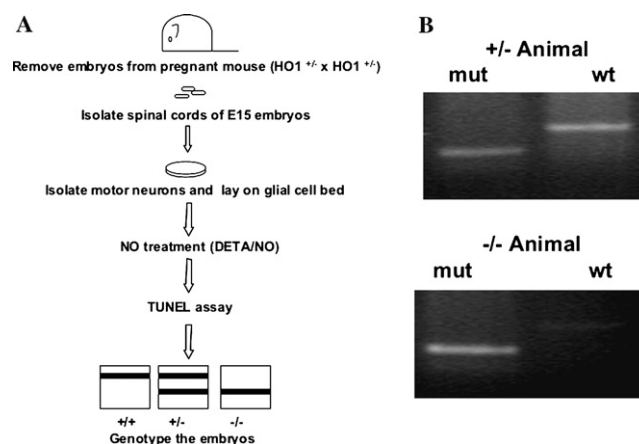 A
Remove embryos from pregnant mouse (HO1 +/- x HO1 +/-)
Isolate spinal cords of E15 embryos
Isolate motor neurons and lay on glial cell bed
NO treatment (DETA/NO)
TUNEL assay
+/+ +/- -/-
Genotype the embryos
B
+/- Animal
mut wt
-/- Animal
mut wt